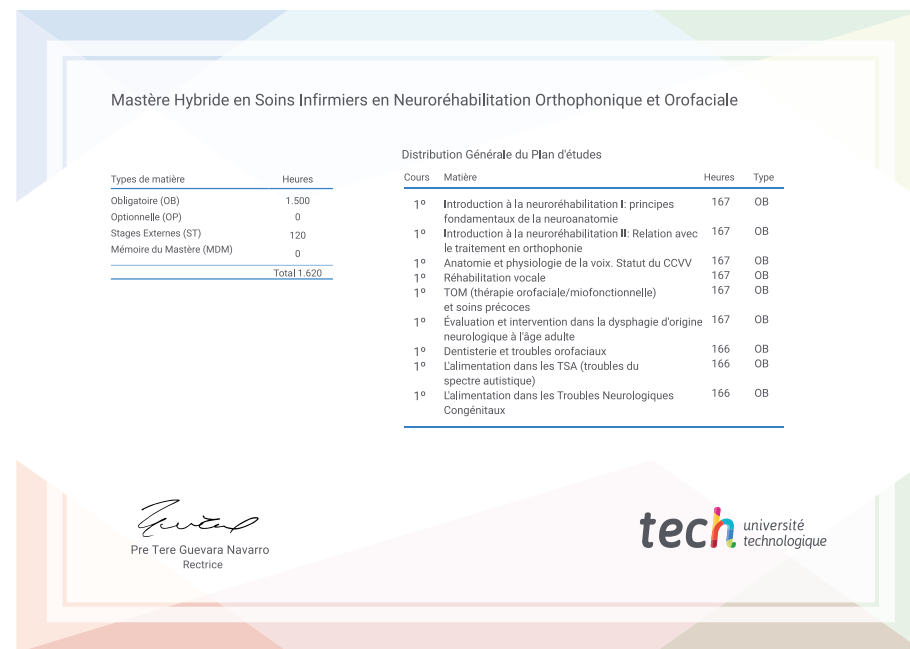 Mastère Hybride en Soins Infirmiers en Neuroréhabilitation Orthophonique et Orofaciale
Types de matière Heures
Obligatoire (OB) 1.500
Optionnelle (OP) 0
Stages Externes (ST) 120
Mémoire du Mastère (MDM) 0
Total 1.620
Distribution Générale du Plan d'études
Cours Matière Heures Type
1º Introduction à la neuroréhabilitation I: principes 167 OB
fondamentaux de la neuroanatomie
1º Introduction à la neuroréhabilitation II: Relation avec 167 OB
le traitement en orthophonie
1º Anatomie et physiologie de la voix. Statut du CCVV 167 OB
1º Réhabilitation vocale 167 OB
1º TOM (thérapie orofaciale/miofonctionnelle) 167 OB
et soins précoces
1º Évaluation et intervention dans la dysphagie d'origine 167 OB
neurologique à l'âge adulte
1º Dentisterie et troubles orofaciaux 166 OB
1º L'alimentation dans les TSA (troubles du 166 OB
spectre autistique)
1º L'alimentation dans les Troubles Neurologiques 166 OB
Congénitaux
Pre Tere Guevara Navarro
Rectrice
tech université
technologique